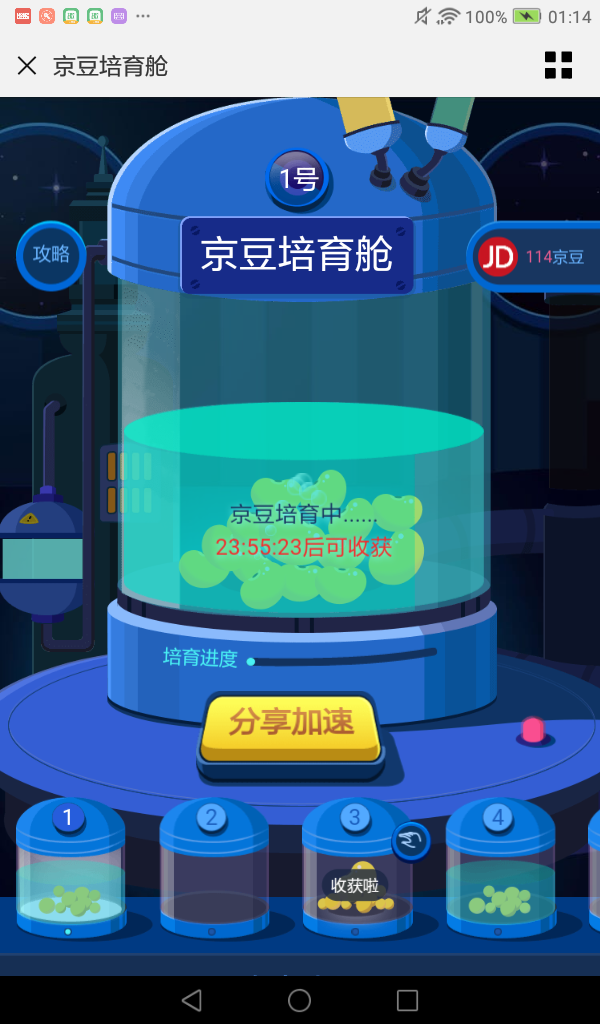 100%
01:14
京豆培育舱
1号
京豆培育舱
攻略
JD 114京豆
京豆培育中......
23:55:23后可收获
培育进度
分享加速
1
2
3
4
收获啦